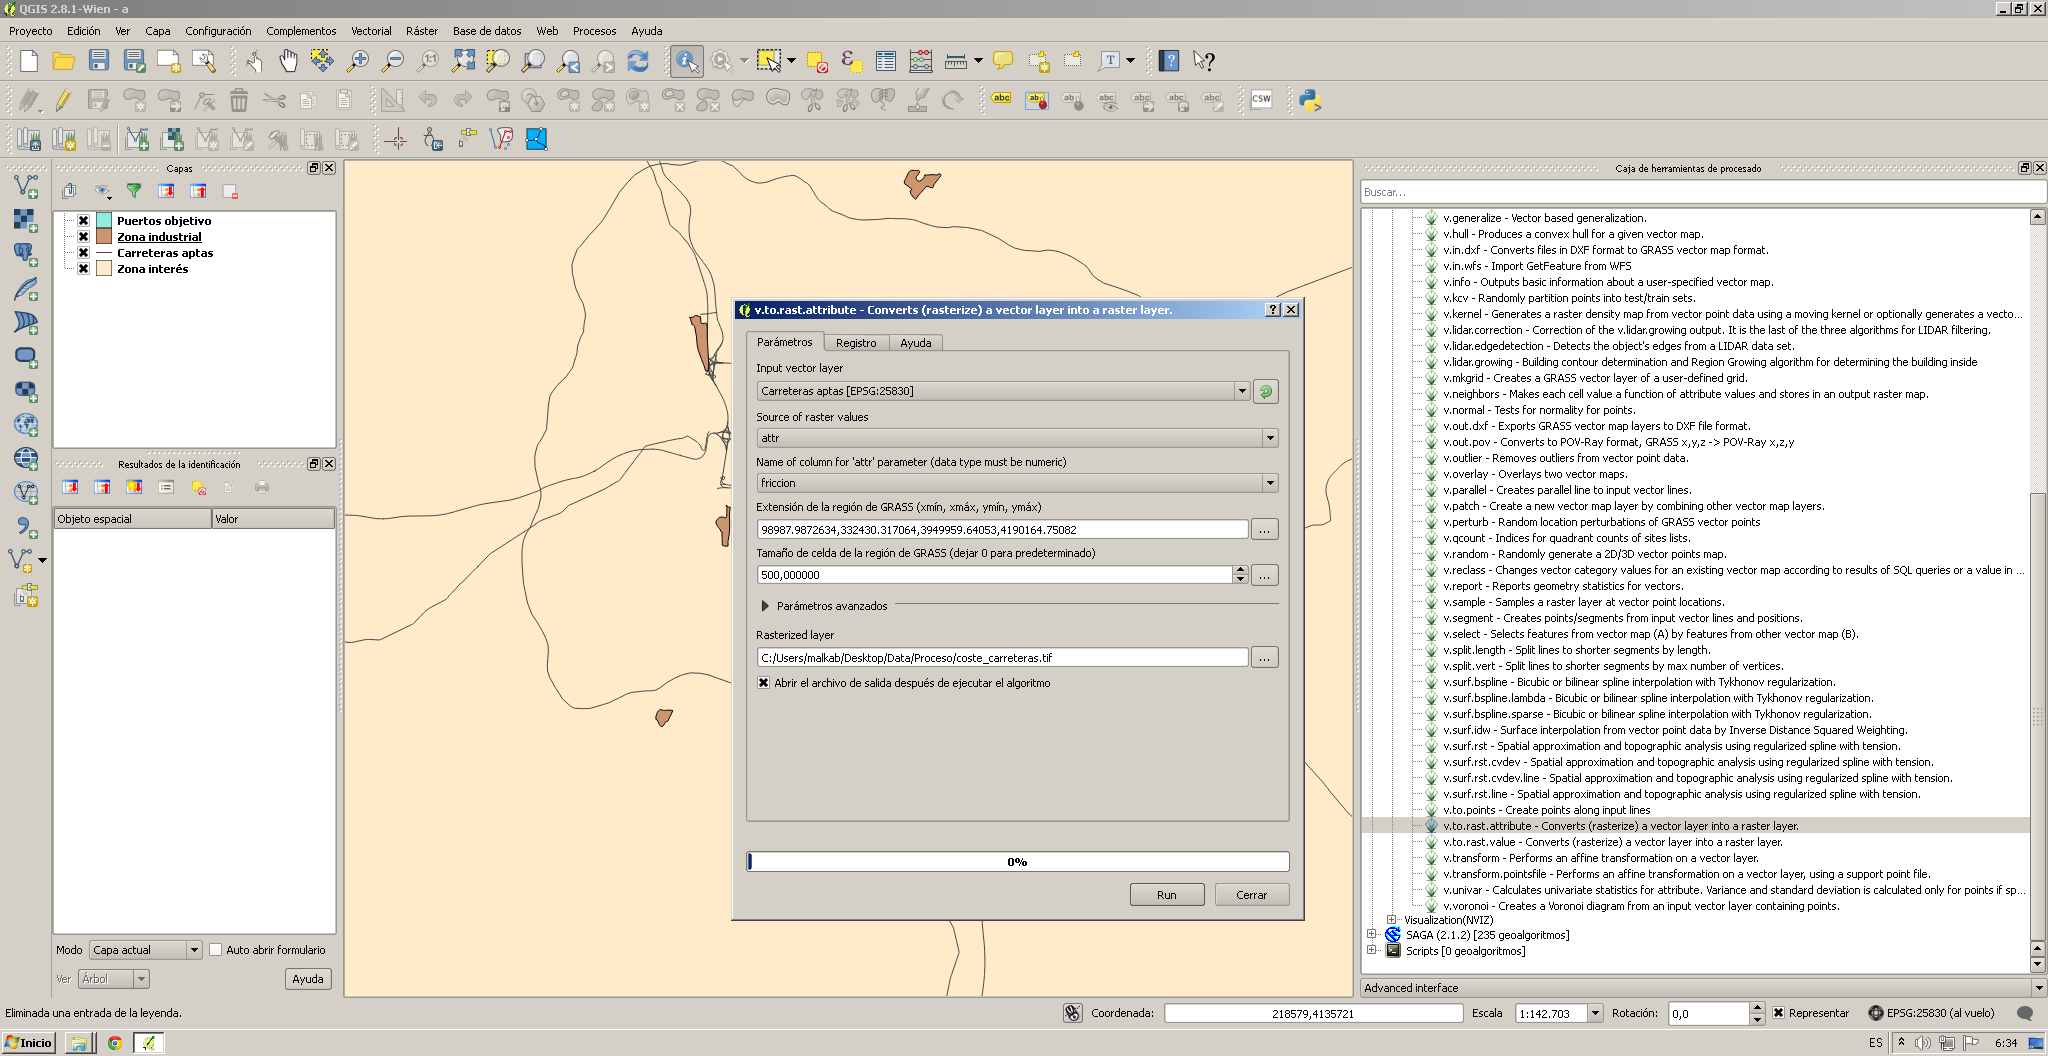 QGIS 2.8.1-Wien - a
Proyecto Edición Ver Capa Configuración Complementos Vectorial Ráster Base de datos Web Procesos Ayuda
Capas
Puertos objetivo
Zona industrial
Carreteras aptas
Zona interés
Resultados de la identificación
Objeto espacial Valor
Modo Capa actual Auto abrir formulario
Ver Árbol Ayuda
v.to.rast.attribute - Converts (rasterize) a vector layer into a raster layer.
Parámetros Registro Ayuda
Input vector layer
Carreteras aptas [EPSG:25830]
Source of raster values
attr
Name of column for 'attr' parameter (data type must be numeric)
friccion
Extensión de la región de GRASS (xmín, xmáx, ymín, ymáx)
98987.9872634,332430.317064,3949959.64053,4190164.75082
...
Tamaño de celda de la región de GRASS (dejar 0 para predeterminado)
500,000000
...
Parámetros avanzados
Rasterized layer
C:/Users/malkab/Desktop/Data/Proceso/coste_carreteras.tif
...
Abrir el archivo de salida después de ejecutar el algoritmo
0%
Run Cerrar
Caja de herramientas de procesado
Buscar...
v.generalize - Vector based generalization.
v.hull - Produces a convex hull for a given vector map.
v.in.dxf - Converts files in DXF format to GRASS vector map format.
v.in.wfs - Import GetFeature from WFS
v.info - Outputs basic information about a user-specified vector map.
v.kcv - Randomly partition points into test/train sets.
v.kernel - Generates a raster density map from vector point data using a moving kernel or optionally generates a vecto...
v.lidar.correction - Correction of the v.lidar.growing output. It is the last of the three algorithms for LIDAR filtering.
v.lidar.edgedetection - Detects the object's edges from a LIDAR data set.
v.lidar.growing - Building contour determination and Region Growing algorithm for determining the building inside
v.mkgrid - Creates a GRASS vector layer of a user-defined grid.
v.neighbors - Makes each cell value a function of attribute values and stores in an output raster map.
v.normal - Tests for normality for points.
v.out.dxf - Exports GRASS vector map layers to DXF file format.
v.out.pov - Converts to POV-Ray format, GRASS x,y,z -> POV-Ray x,z,y
v.outlier - Removes outliers from vector point data.
v.overlay - Overlays two vector maps.
v.parallel - Creates parallel line to input vector lines.
v.patch - Create a new vector map layer by combining other vector map layers.
v.perturb - Random location perturbations of GRASS vector points
v.qcount - Indices for quadrant counts of sites lists.
v.random - Randomly generate a 2D/3D vector points map.
v.reclass - Changes vector category values for an existing vector map according to results of SQL queries or a value in ...
v.report - Reports geometry statistics for vectors.
v.sample - Samples a raster layer at vector point locations.
v.segment - Creates points/segments from input vector lines and positions.
v.select - Selects features from vector map (A) by features from other vector map (B).
v.split.length - Split lines to shorter segments by length.
v.split.vert - Split lines to shorter segments by max number of vertices.
v.surf.bspline - Bicubic or bilinear spline interpolation with Tykhonov regularization.
v.surf.bspline.lambda - Bicubic or bilinear spline interpolation with Tykhonov regularization.
v.surf.bspline.sparse - Bicubic or bilinear spline interpolation with Tykhonov regularization.
v.surf.idw - Surface interpolation from vector point data by Inverse Distance Squared Weighting.
v.surf.rst - Spatial approximation and topographic analysis using regularized spline with tension.
v.surf.rst.cvdev - Spatial approximation and topographic analysis using regularized spline with tension.
v.surf.rst.cvdev.line - Spatial approximation and topographic analysis using regularized spline with tension.
v.surf.rst.line - Spatial approximation and topographic analysis using regularized spline with tension.
v.to.points - Create points along input lines
v.to.rast.attribute - Converts (rasterize) a vector layer into a raster layer.
v.to.rast.value - Converts (rasterize) a vector layer into a raster layer.
v.transform - Performs an affine transformation on a vector layer.
v.transform.pointsfile - Performs an affine transformation on a vector layer, using a support point file.
v.univar - Calculates univariate statistics for attribute. Variance and standard deviation is calculated only for points if sp...
v.voronoi - Creates a Voronoi diagram from an input vector layer containing points.
Visualization(NVIZ)
SAGA (2.1.2) [235 geoalgoritmos]
Scripts [0 geoalgoritmos]
Advanced interface
Eliminada una entrada de la leyenda. Coordenada: 218579,4135721 Escala 1:142.703 Rotación: 0,0 Representar EPSG:25830 (al vuelo)
Inicio ES 6:34